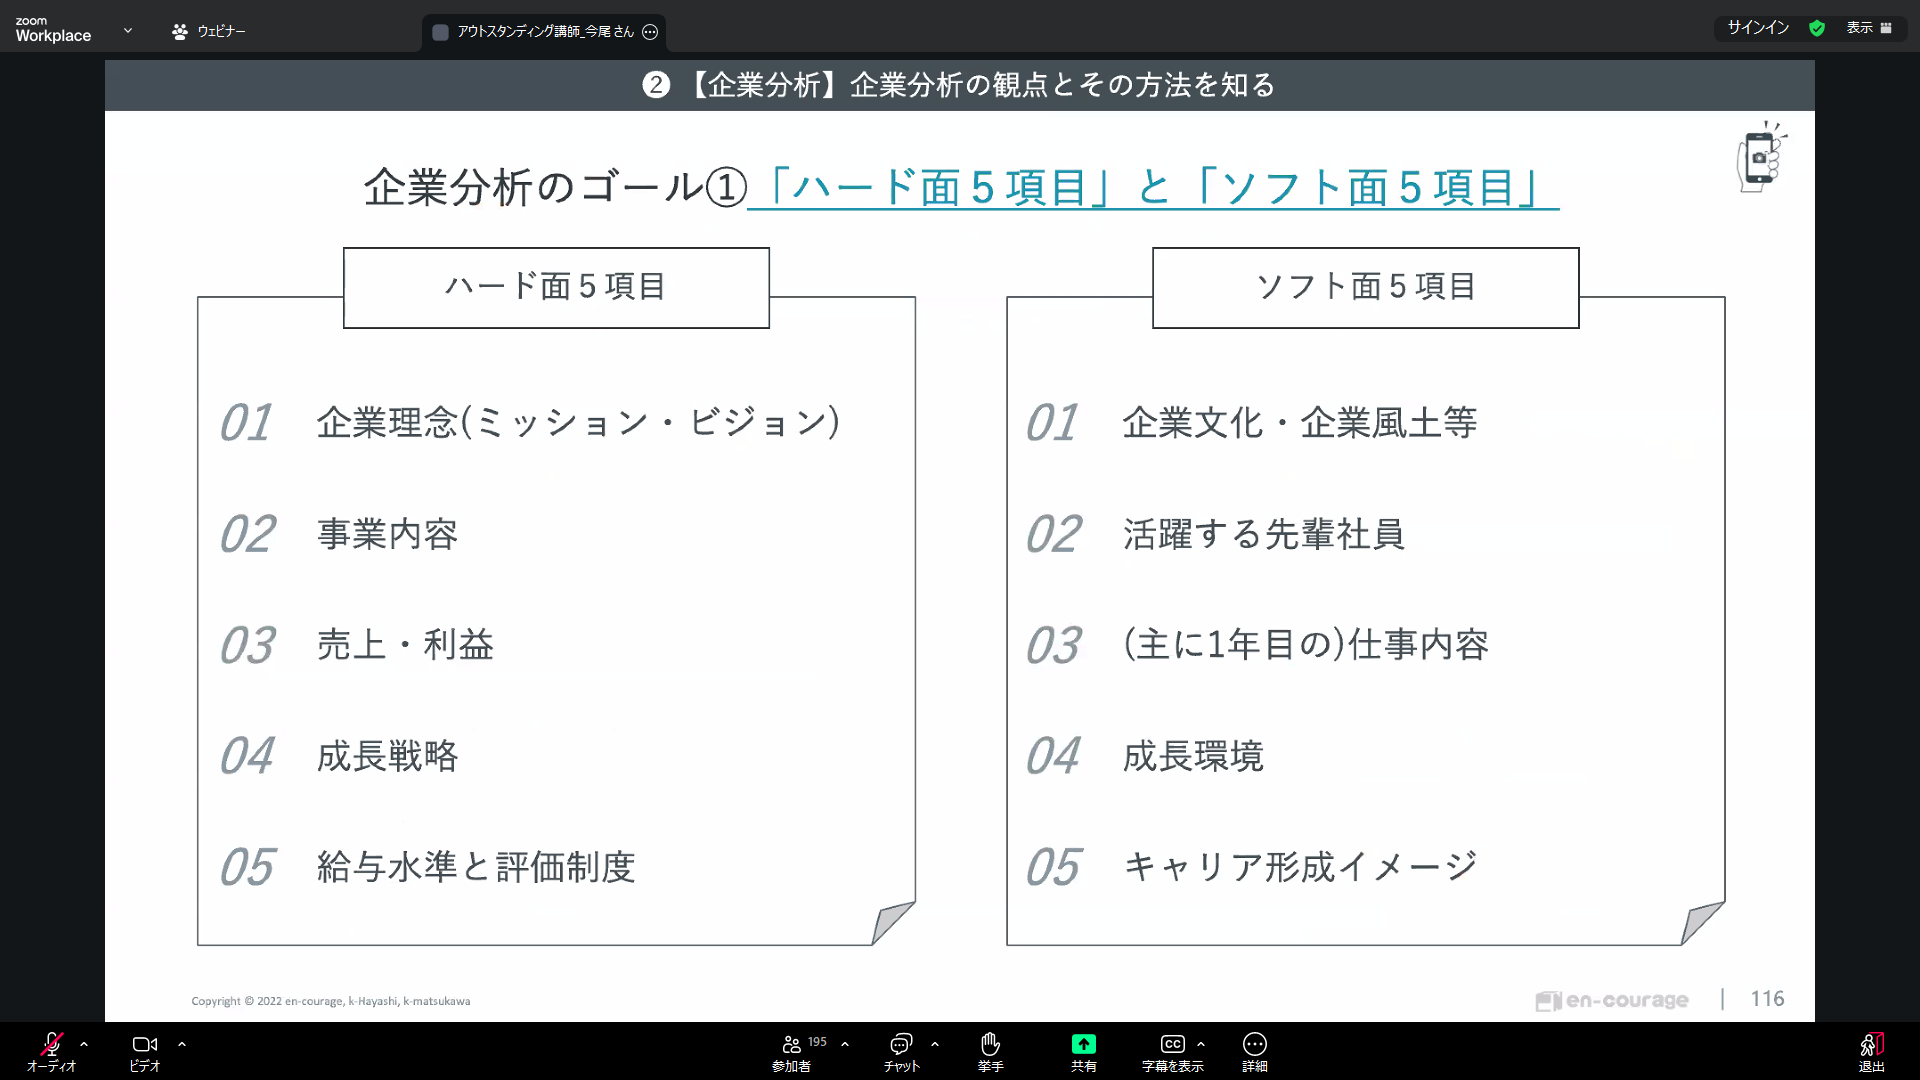 zoom
Workplace
ウェビナー
アウトスタンディング講師_今尾 さん
サインイン
表示
❷ 【企業分析】企業分析の観点とその方法を知る
企業分析のゴール①「ハード面５項目」と「ソフト面５項目」
ハード面５項目
01 企業理念(ミッション・ビジョン)
02 事業内容
03 売上・利益
04 成長戦略
05 給与水準と評価制度
ソフト面５項目
01 企業文化・企業風土等
02 活躍する先輩社員
03 (主に1年目の)仕事内容
04 成長環境
05 キャリア形成イメージ
Copyright © 2022 en-courage, k-Hayashi, k-matsukawa
en-courage | 116
オーディオ
ビデオ
195
参加者
チャット
挙手
共有
CC
字幕を表示
詳細
退出